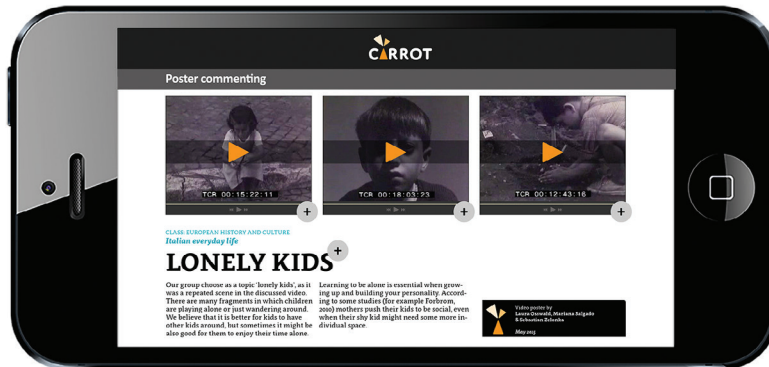 CARROT
Poster commenting
TCR 00:15:22:11
TCR 00:18:03:23
TCR 00:12:43:16
CLASS: EUROPEAN HISTORY AND CULTURE
Italian everyday life
LONELY KIDS
Our group choose as a topic 'lonely kids', as it
was a repeated scene in the discussed video.
There are many fragments in which children
are playing alone or just wandering around.
We believe that it is better for kids to have
other kids around, but sometimes it might be
also good for them to enjoy their time alone.
Learning to be alone is essential when grow-
ing up and building your personality. Accord-
ing to some studies (for example Forbrom,
2010) mothers push their kids to be social, even
when their shy kid might need some more in-
dividual space.
Video poster by
Laura Ostwald, Mariana Salgado
& Sebastian Zelonka
May 2015